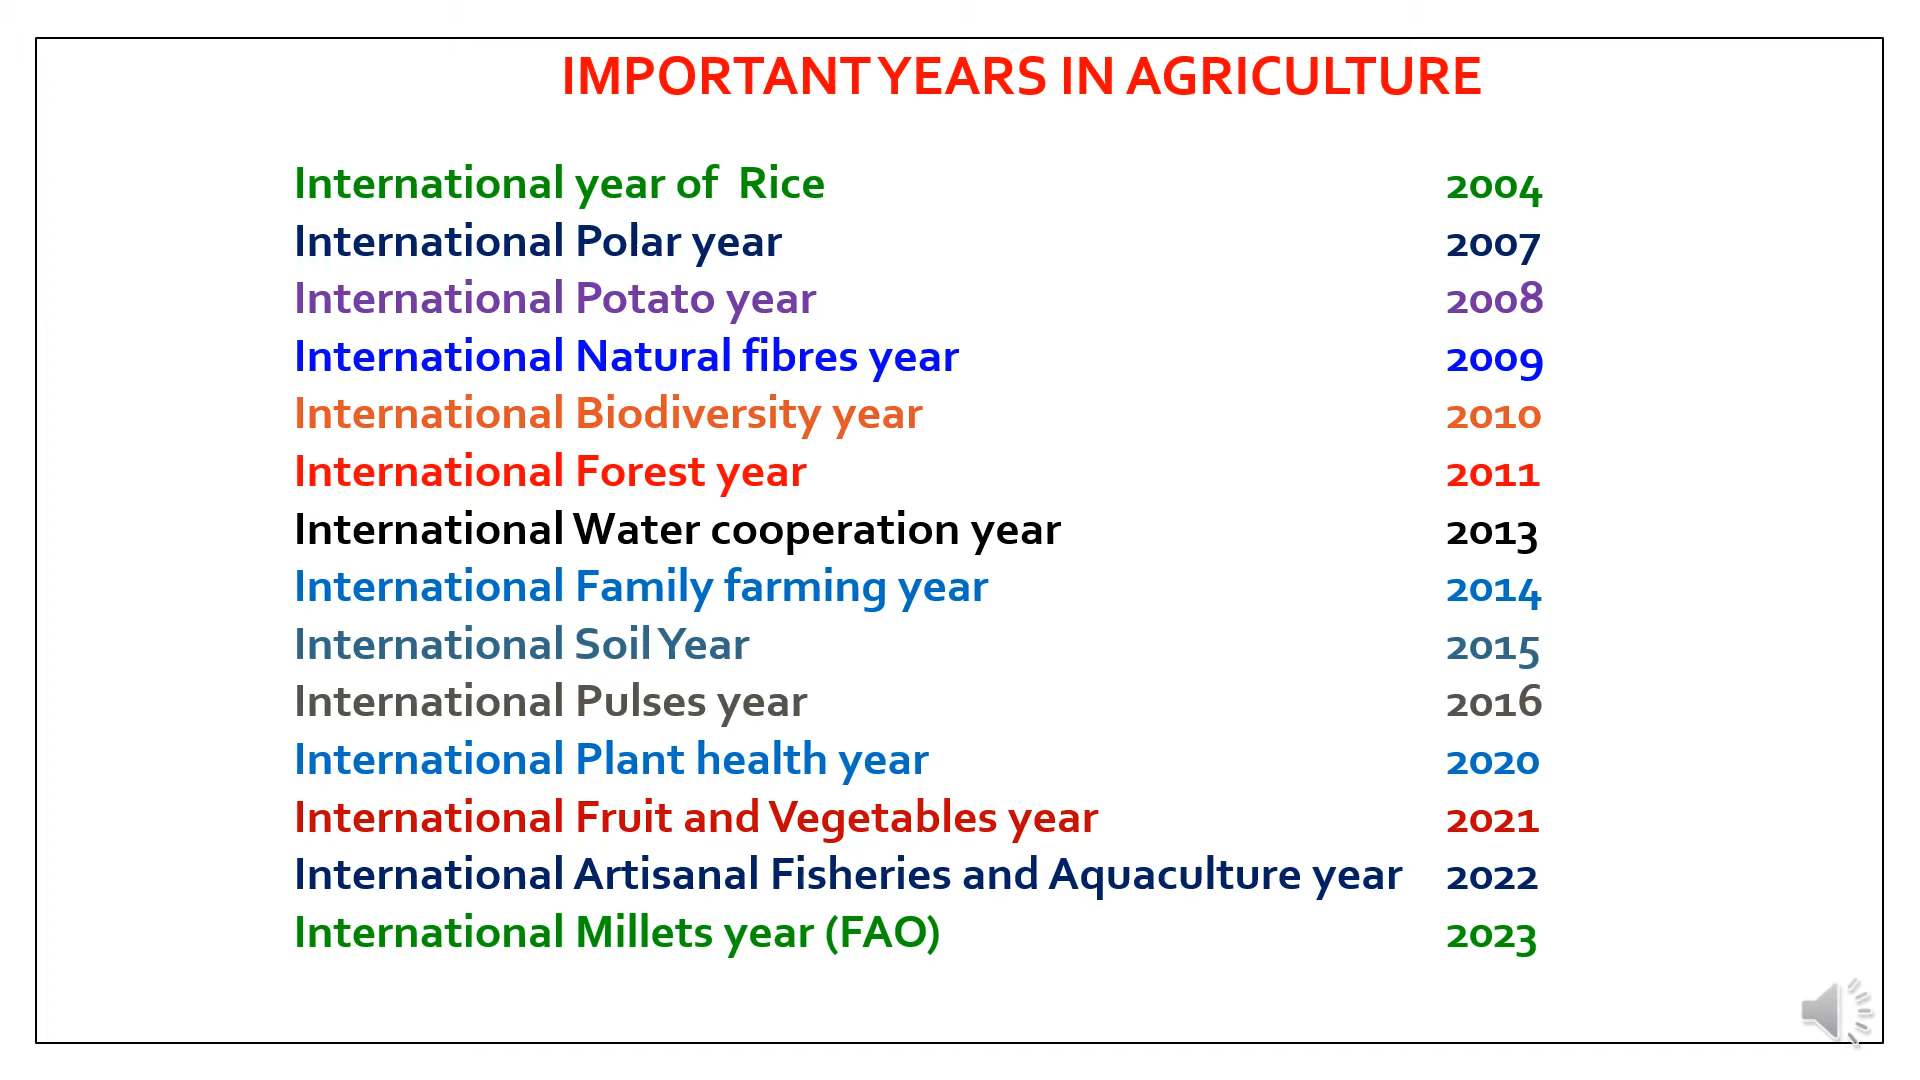 IMPORTANT YEARS IN AGRICULTURE
International year of Rice 2004
International Polar year 2007
International Potato year 2008
International Natural fibres year 2009
International Biodiversity year 2010
International Forest year 2011
International Water cooperation year 2013
International Family farming year 2014
International Soil Year 2015
International Pulses year 2016
International Plant health year 2020
International Fruit and Vegetables year 2021
International Artisanal Fisheries and Aquaculture year 2022
International Millets year (FAO) 2023